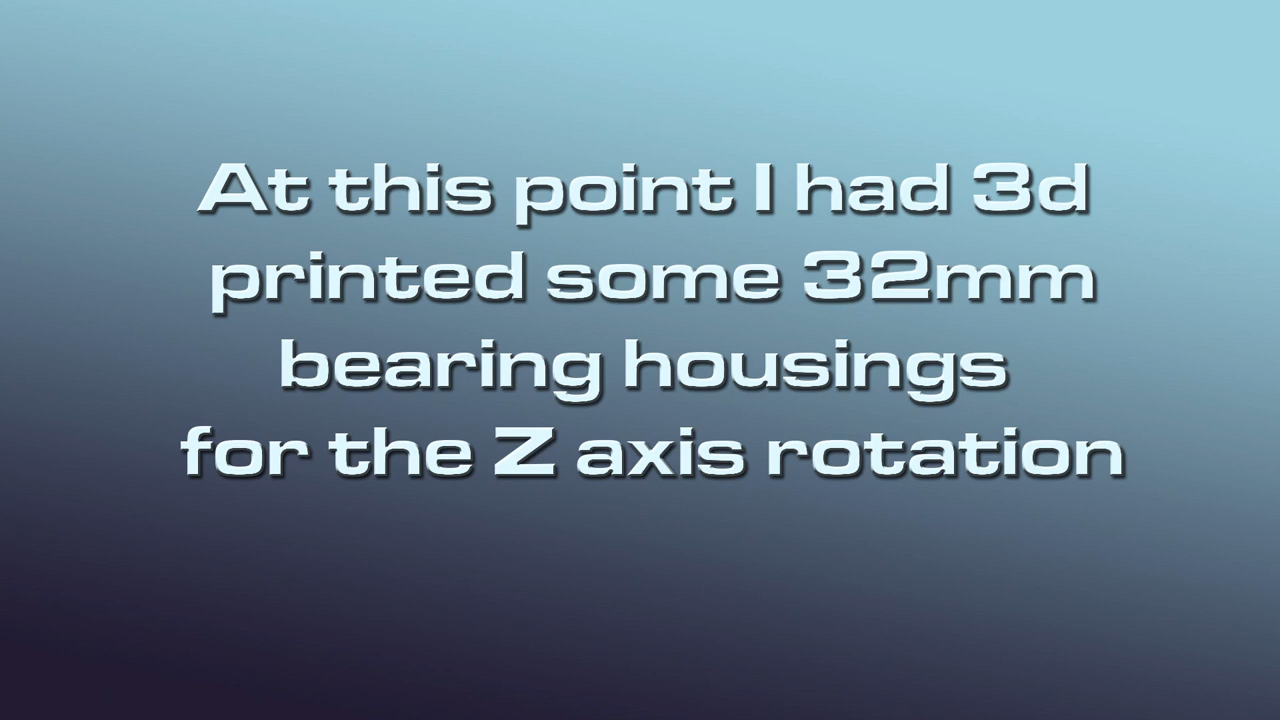 At this point I had 3d
printed some 32mm
bearing housings
for the Z axis rotation